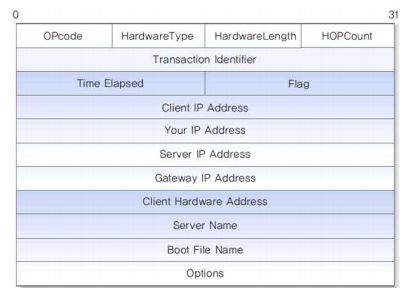 0 31
OPcode HardwareType HardwareLength HOPCount
Transaction Identifier
Time Elapsed Flag
Client IP Address
Your IP Address
Server IP Address
Gateway IP Address
Client Hardware Address
Server Name
Boot File Name
Options